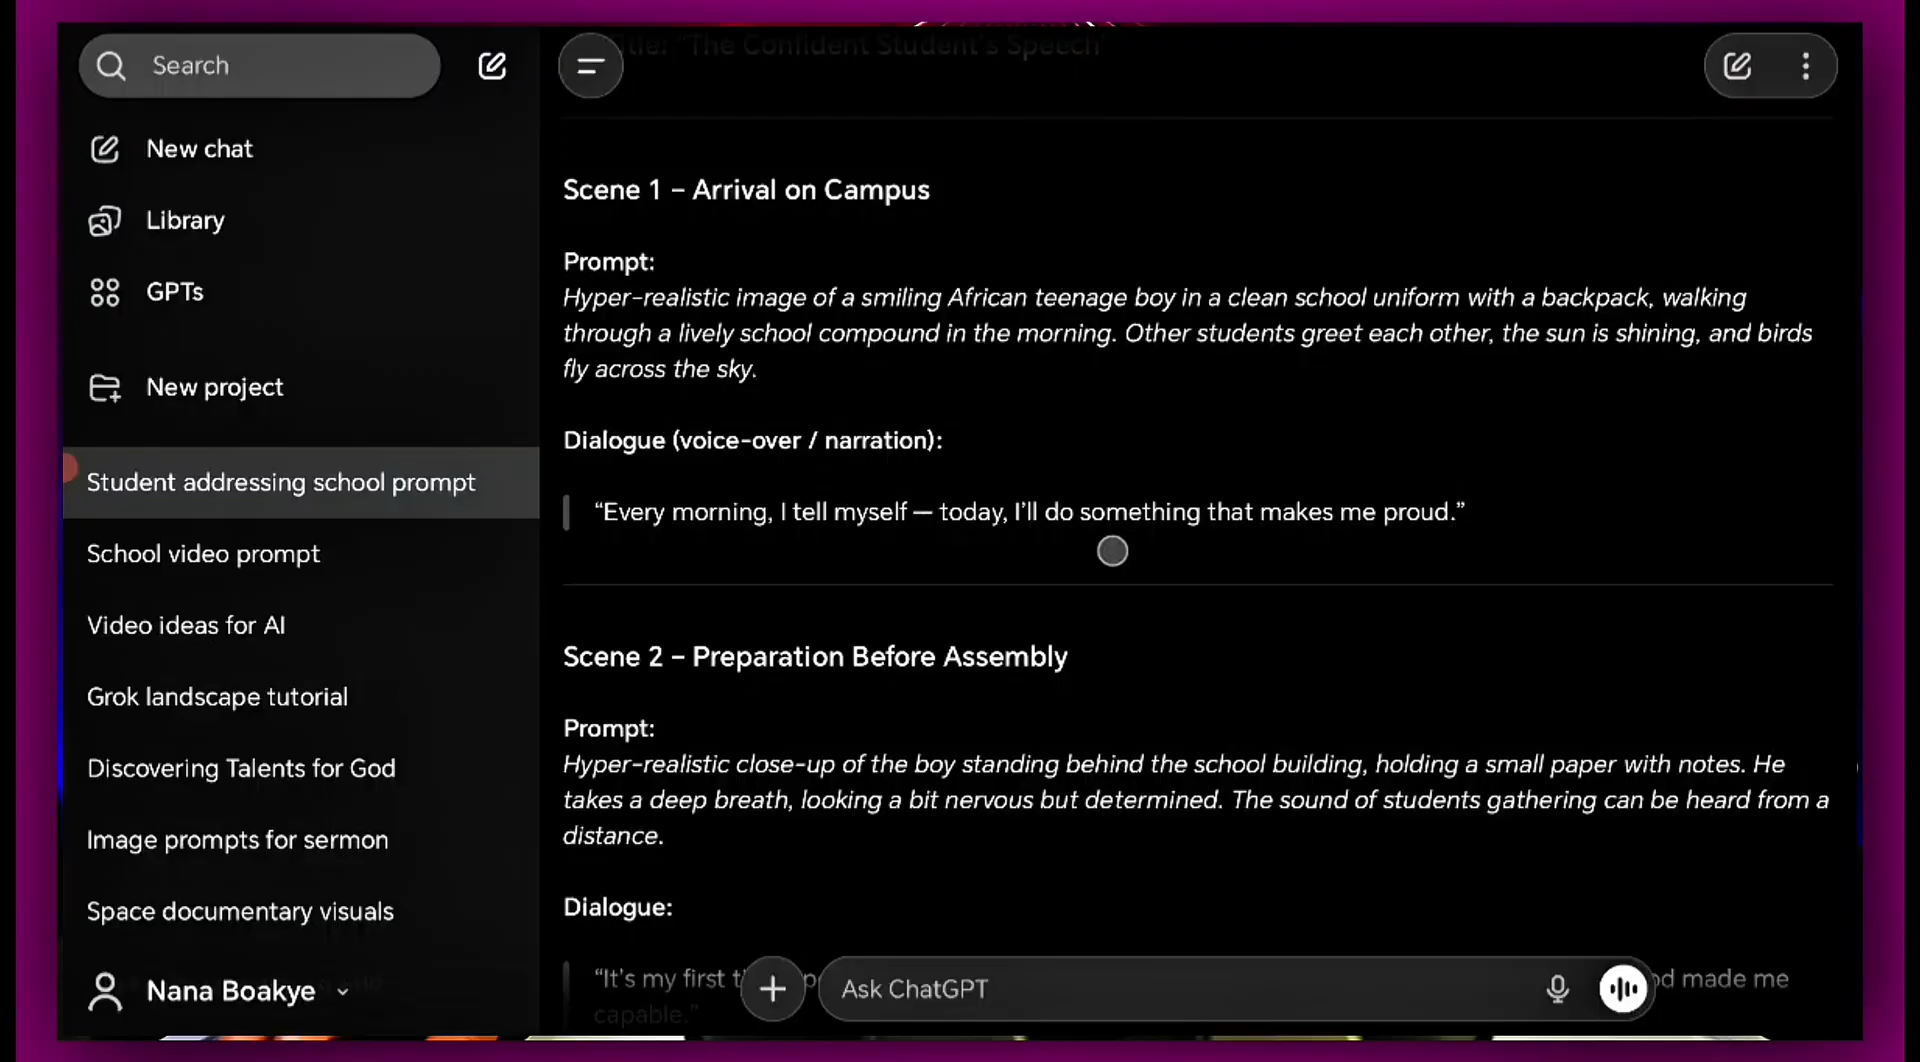 Search
New chat
Library
GPTs
New project
Student addressing school prompt
School video prompt
Video ideas for AI
Grok landscape tutorial
Discovering Talents for God
Image prompts for sermon
Space documentary visuals
Nana Boakye
Title: "The Confident Student's Speech"
Scene 1 – Arrival on Campus
Prompt:
Hyper-realistic image of a smiling African teenage boy in a clean school uniform with a backpack, walking
through a lively school compound in the morning. Other students greet each other, the sun is shining, and birds
fly across the sky.
Dialogue (voice-over / narration):
“Every morning, I tell myself — today, I’ll do something that makes me proud.”
Scene 2 – Preparation Before Assembly
Prompt:
Hyper-realistic close-up of the boy standing behind the school building, holding a small paper with notes. He
takes a deep breath, looking a bit nervous but determined. The sound of students gathering can be heard from a
distance.
Dialogue:
“It’s my first made me
capable.”
Ask ChatGPT